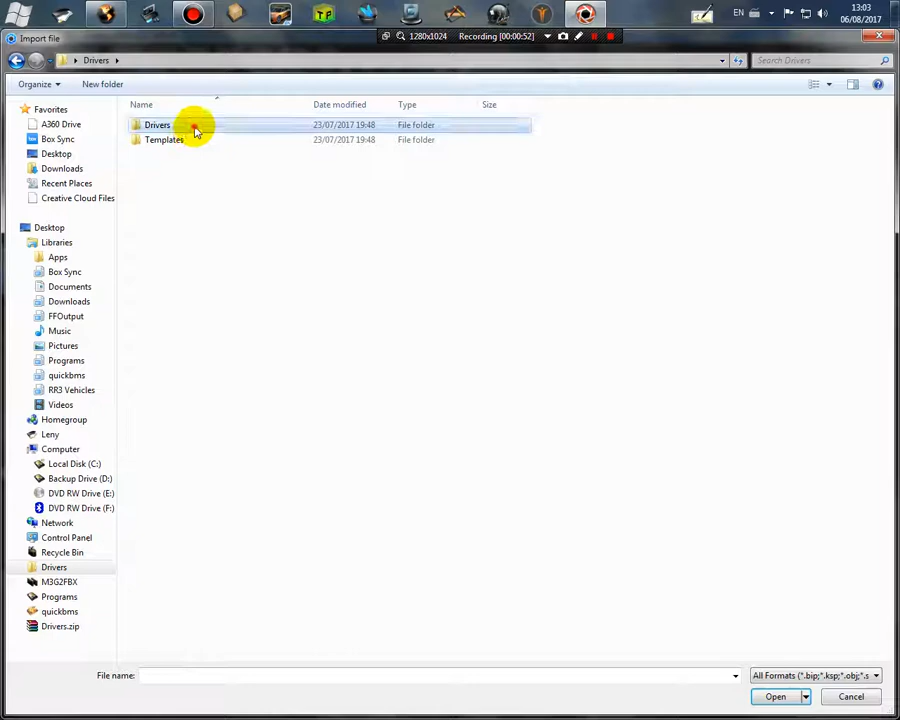 EN
13:03
06/08/2017
1280x1024
Recording [00:00:52]
Import file
Drivers
Search Drivers
Organize
New folder
Name
Date modified
Type
Size
Drivers 23/07/2017 19:48 File folder
Templates 23/07/2017 19:48 File folder
Favorites
A360 Drive
Box Sync
Desktop
Downloads
Recent Places
Creative Cloud Files
Desktop
Libraries
Apps
Box Sync
Documents
Downloads
FFOutput
Music
Pictures
Programs
quickbms
RR3 Vehicles
Videos
Homegroup
Leny
Computer
Local Disk (C:)
Backup Drive (D:)
DVD RW Drive (E:)
DVD RW Drive (F:)
Network
Control Panel
Recycle Bin
Drivers
M3G2FBX
Programs
quickbms
Drivers.zip
File name:
All Formats (*.bip;*.ksp;*.obj;*.s
Open
Cancel